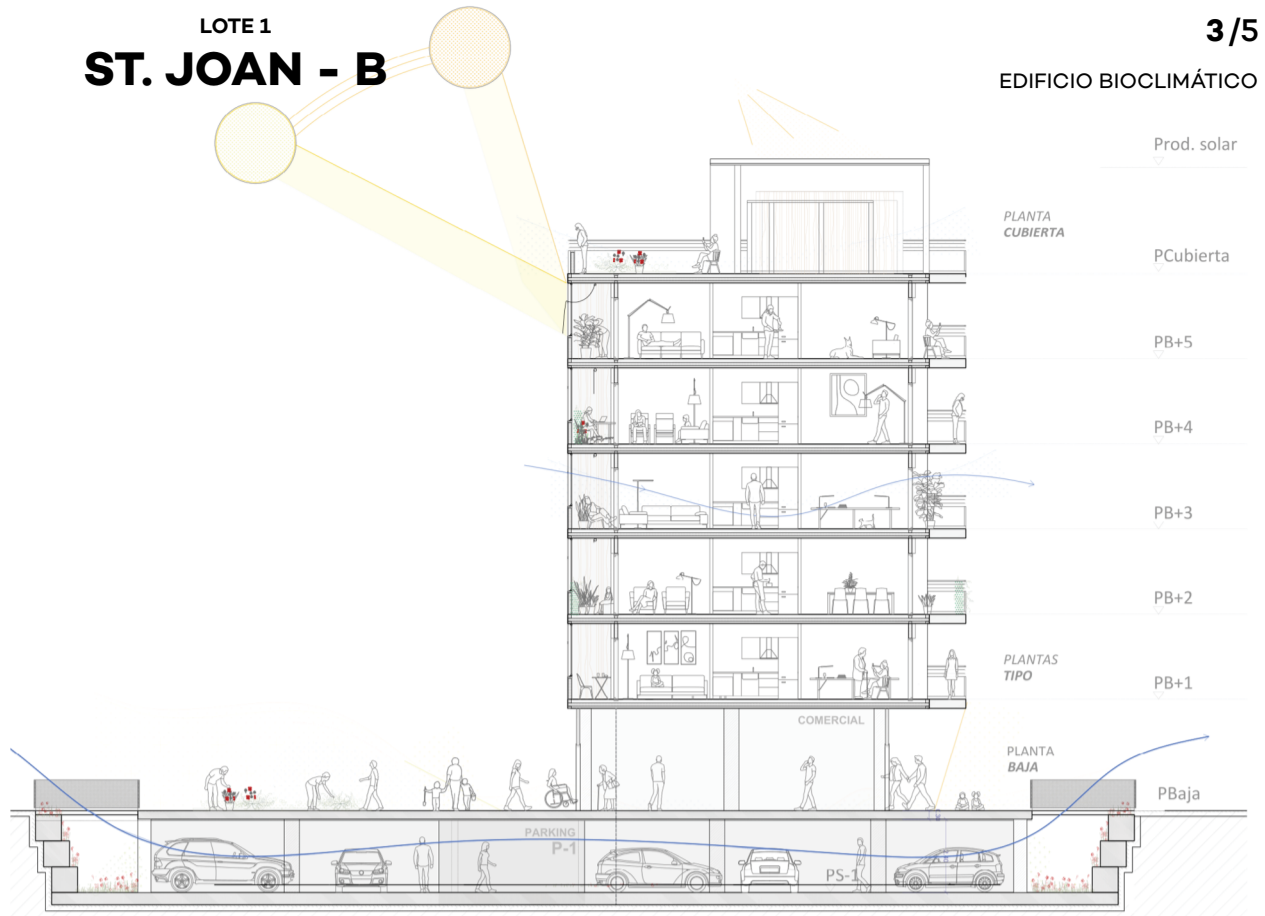 LOTE 1
ST. JOAN - B
3/5
EDIFICIO BIOCLIMÁTICO
Prod. solar
PLANTA
CUBIERTA
PCubierta
PB+5
PB+4
PB+3
PB+2
PLANTAS
TIPO
PB+1
COMERCIAL
PLANTA
BAJA
PBaja
PARKING
P-1
PS-1